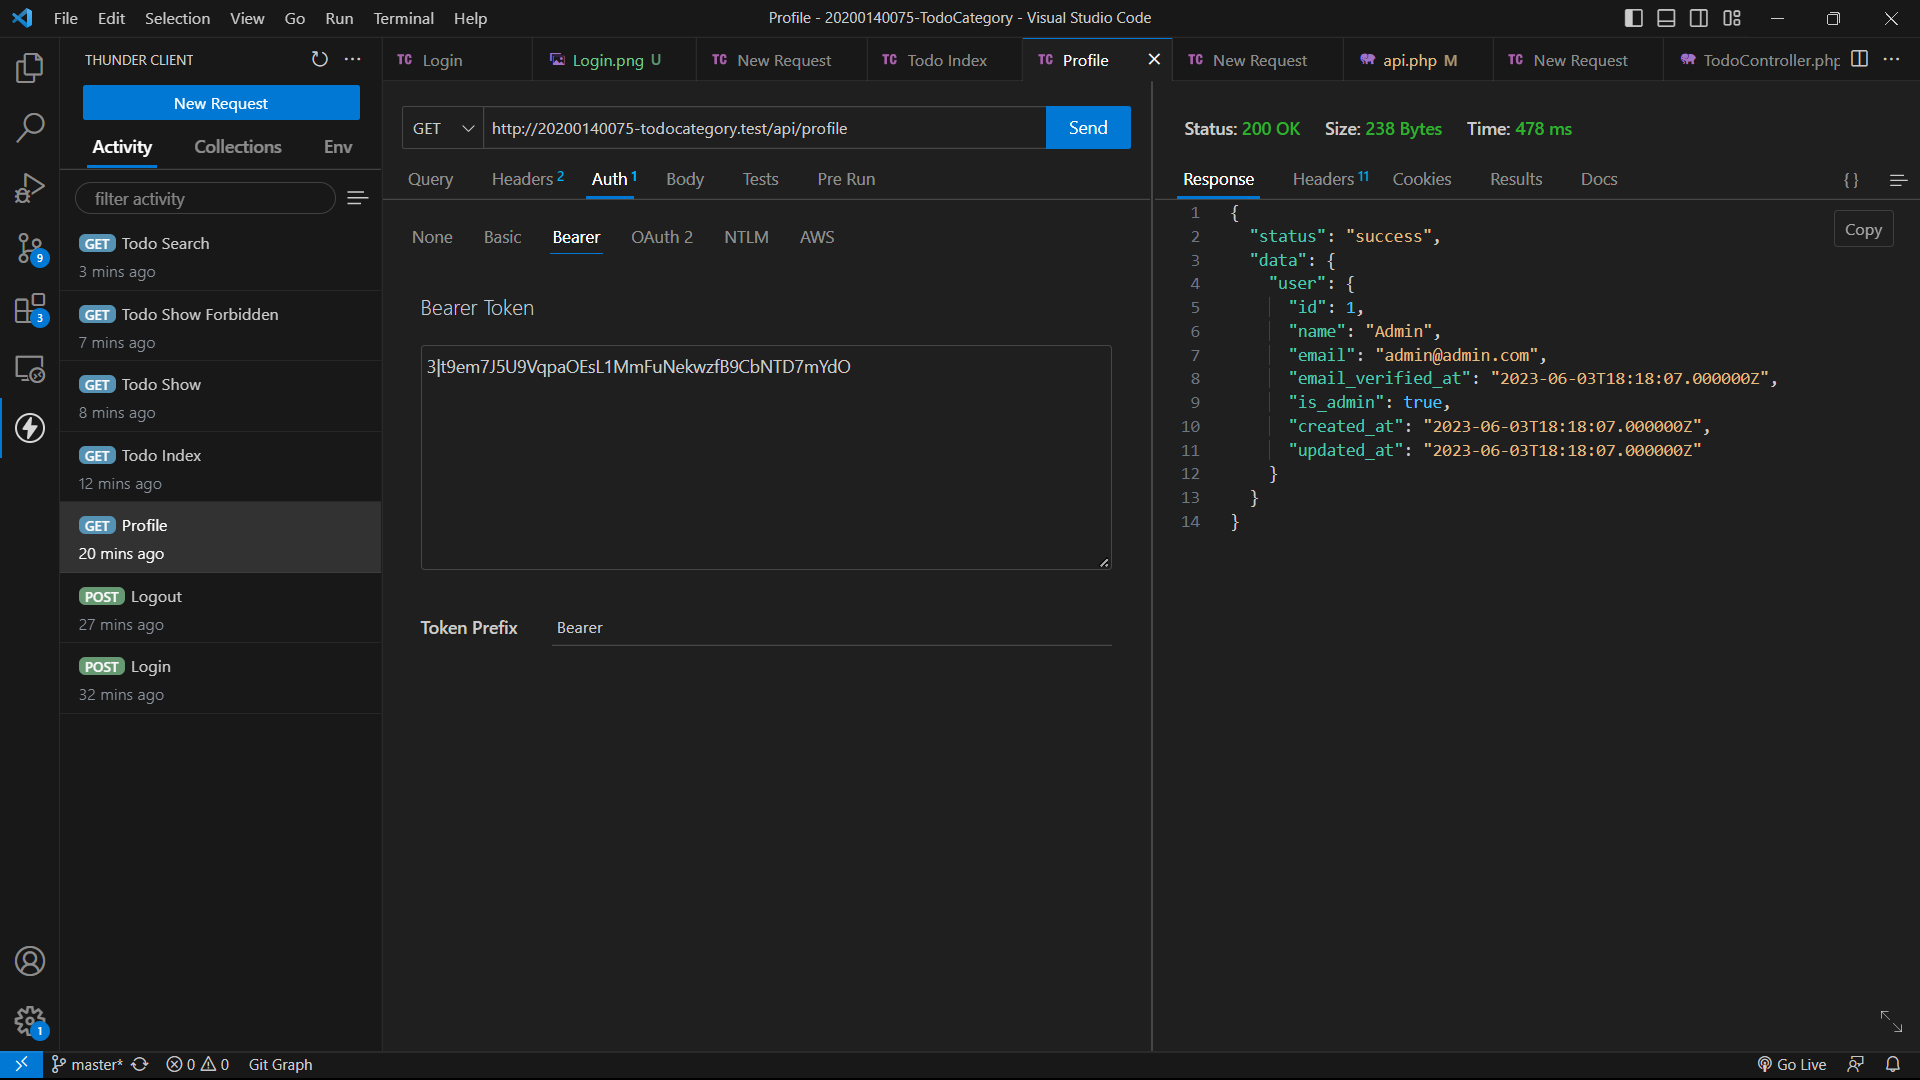 File Edit Selection View Go Run Terminal Help
Profile - 20200140075-TodoCategory - Visual Studio Code
THUNDER CLIENT
New Request
Activity Collections Env
filter activity
GET Todo Search
3 mins ago
GET Todo Show Forbidden
7 mins ago
GET Todo Show
8 mins ago
GET Todo Index
12 mins ago
GET Profile
20 mins ago
POST Logout
27 mins ago
POST Login
32 mins ago
9
3
1
TC Login
Login.png U
TC New Request
TC Todo Index
TC Profile
TC New Request
api.php M
TC New Request
TodoController.php
GET http://20200140075-todocategory.test/api/profile Send
Query Headers 2 Auth 1 Body Tests Pre Run
None Basic Bearer OAuth 2 NTLM AWS
Bearer Token
3|t9em7J5U9VqpaOEsL1MmFuNekwzfB9CbNTD7mYdO
Token Prefix Bearer
Status: 200 OK Size: 238 Bytes Time: 478 ms
Response Headers 11 Cookies Results Docs { }
Copy
1 {
2 "status": "success",
3 "data": {
4 "user": {
5 "id": 1,
6 "name": "Admin",
7 "email": "admin@admin.com",
8 "email_verified_at": "2023-06-03T18:18:07.000000Z",
9 "is_admin": true,
10 "created_at": "2023-06-03T18:18:07.000000Z",
11 "updated_at": "2023-06-03T18:18:07.000000Z"
12 }
13 }
14 }
master* 0 0 Git Graph
Go Live